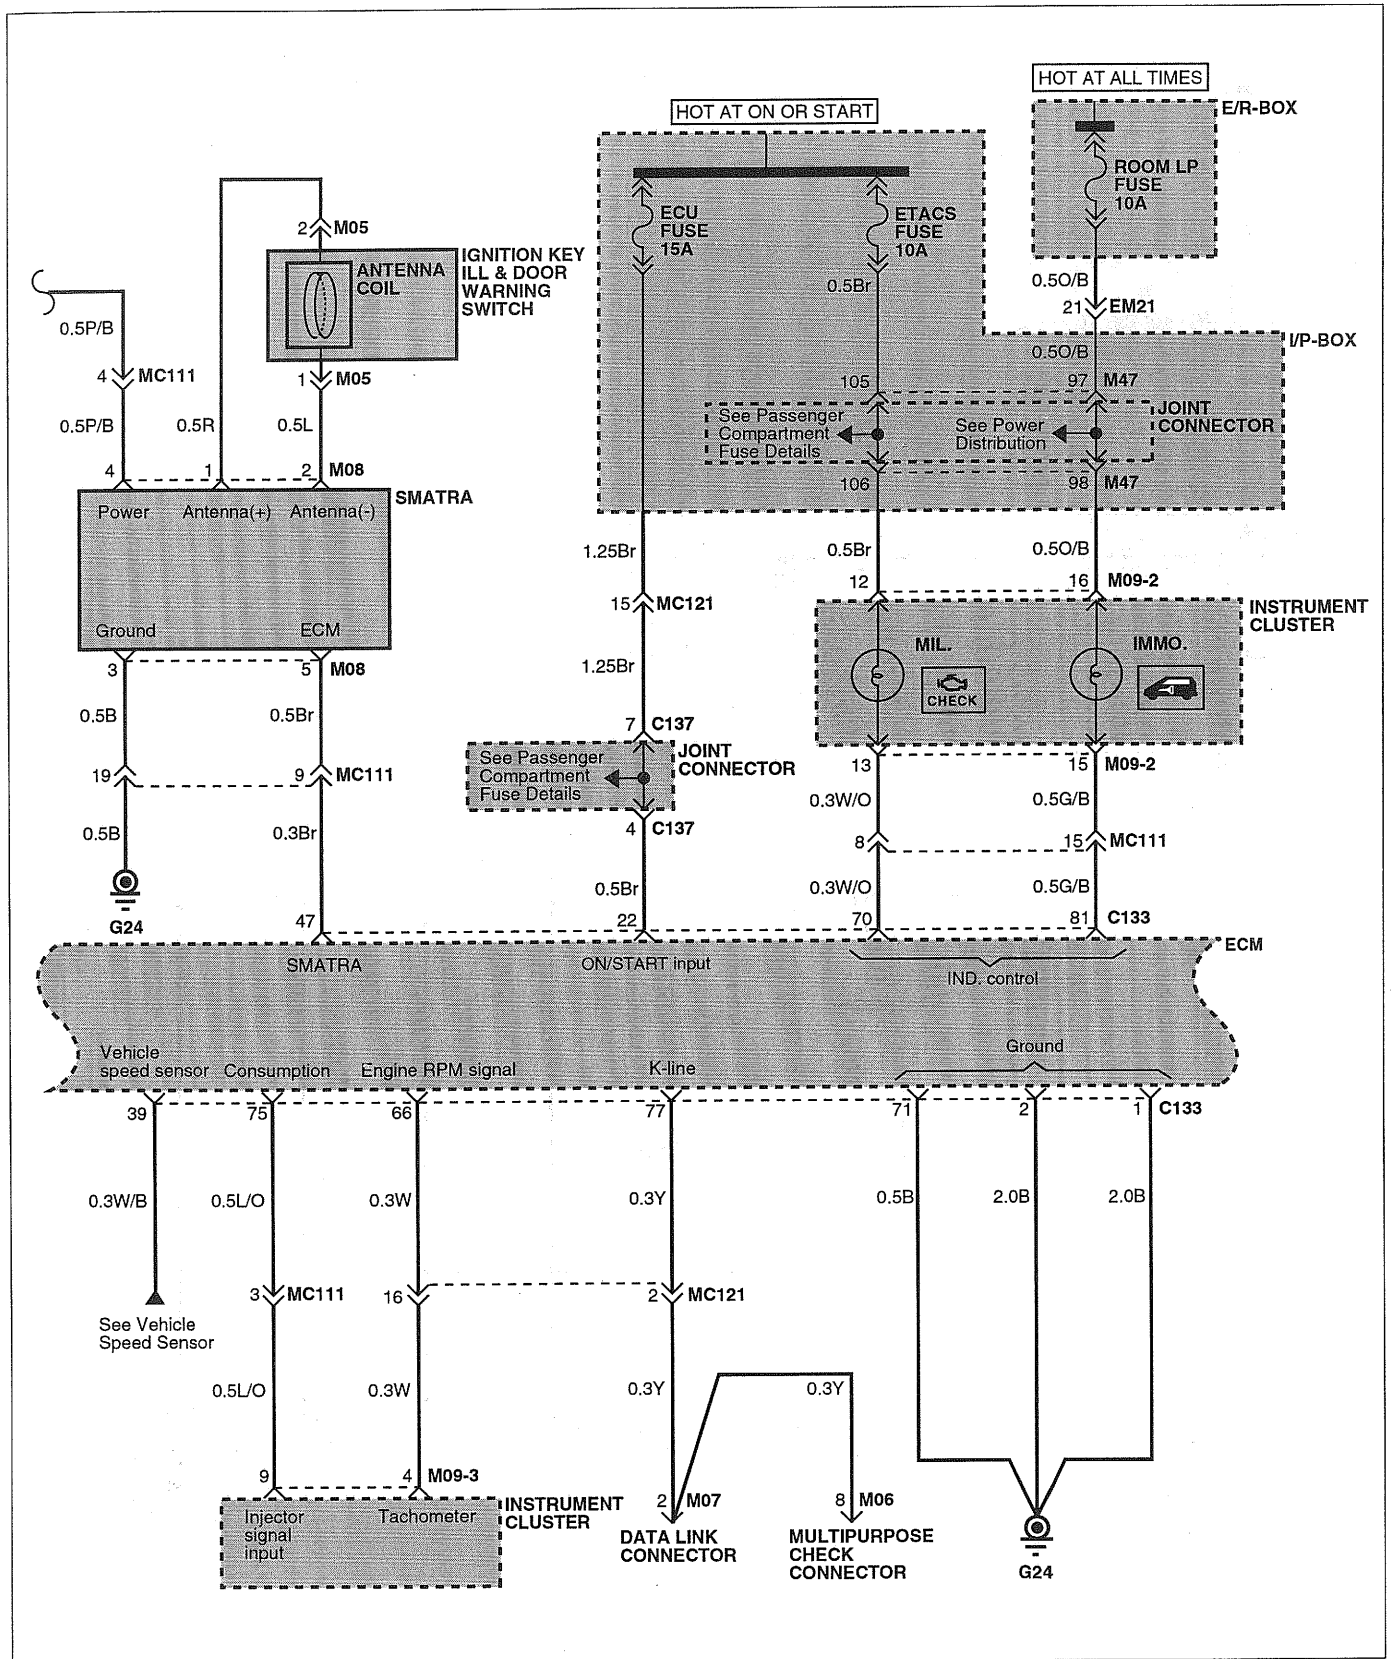 HOT AT ALL TIMES
HOT AT ON OR START
E/R-BOX
ROOM LP
FUSE
10A
ECU
FUSE
15A
ETACS
FUSE
10A
2 M05
IGNITION KEY
ILL & DOOR
WARNING
SWITCH
ANTENNA
COIL
0.5Br
0.5O/B
21 EM21
0.5P/B
I/P-BOX
0.5O/B
4 MC111
1 M05
105
97 M47
0.5P/B
0.5R
0.5L
See Passenger
Compartment
Fuse Details
See Power
Distribution
JOINT
CONNECTOR
4
1
2 M08
106
98 M47
SMATRA
Power
Antenna(+)
Antenna(-)
1.25Br
0.5Br
0.5O/B
12
16 M09-2
15 MC121
INSTRUMENT
CLUSTER
Ground
ECM
MIL.
IMMO.
CHECK
3
5 M08
1.25Br
0.5B
0.5Br
7 C137
See Passenger
Compartment
Fuse Details
JOINT
CONNECTOR
13
15 M09-2
19
9 MC111
0.3W/O
0.5G/B
4 C137
0.5B
0.3Br
8
15 MC111
0.5Br
0.3W/O
0.5G/B
G24
47
22
70
81 C133
ECM
SMATRA
ON/START input
IND. control
Ground
Vehicle
speed sensor
Consumption
Engine RPM signal
K-line
39
75
66
77
71
2
1 C133
0.3W/B
0.5L/O
0.3W
0.3Y
0.5B
2.0B
2.0B
3 MC111
16
2 MC121
See Vehicle
Speed Sensor
0.5L/O
0.3W
0.3Y
0.3Y
9
4 M09-3
2 M07
8 M06
INSTRUMENT
CLUSTER
Injector
signal
input
Tachometer
DATA LINK
CONNECTOR
MULTIPURPOSE
CHECK
CONNECTOR
G24